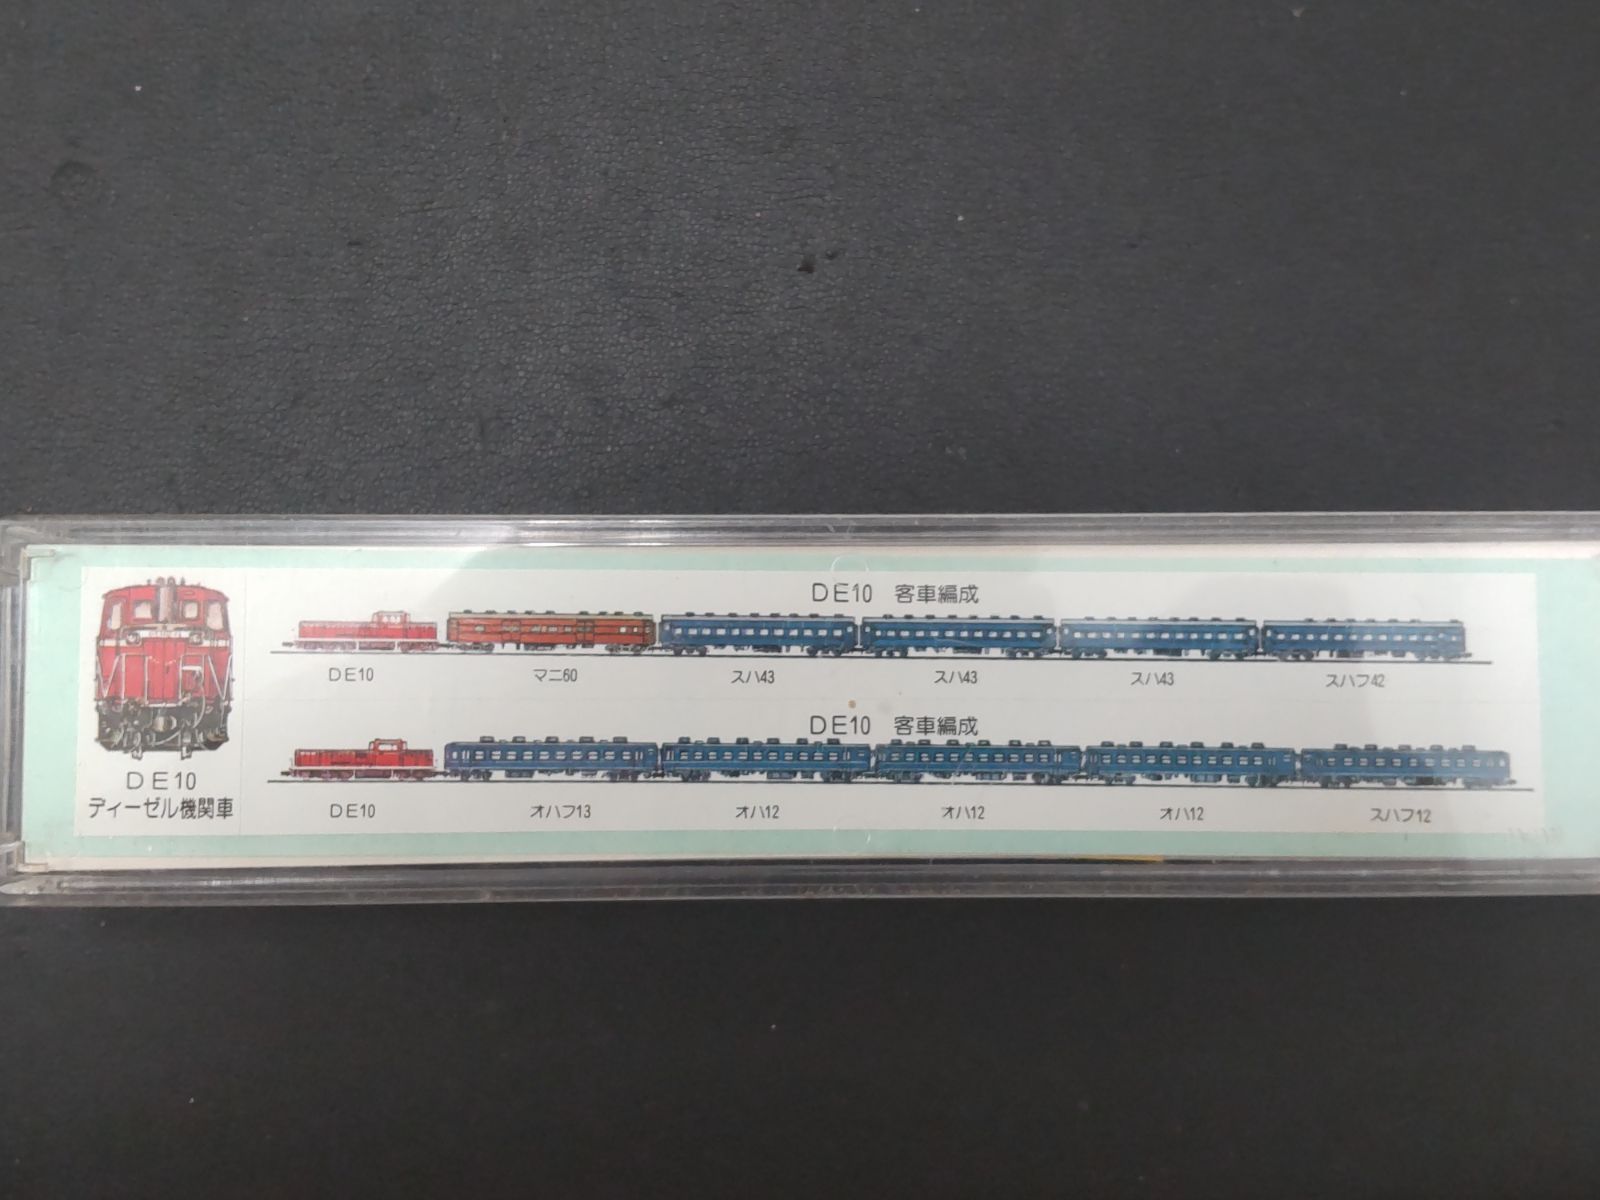 DE10 客車編成
DE10 マニ60 スハ43 スハ43 スハ43 スハフ42
DE10 客車編成
DE10 オハフ13 オハ12 オハ12 オハ12 スハフ12
DE10
ディーゼル機関車